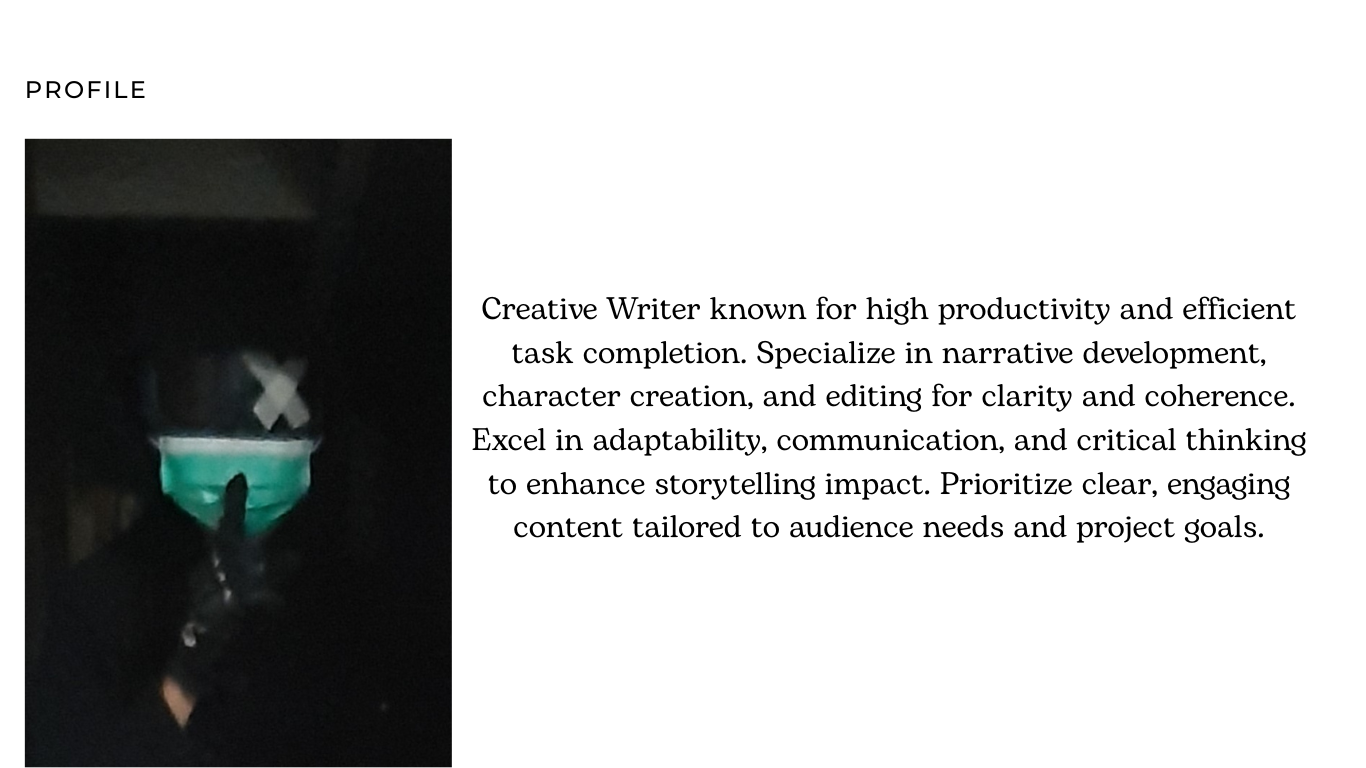 PROFILE
Creative Writer known for high productivity and efficient
task completion. Specialize in narrative development,
character creation, and editing for clarity and coherence.
Excel in adaptability, communication, and critical thinking
to enhance storytelling impact. Prioritize clear, engaging
content tailored to audience needs and project goals.